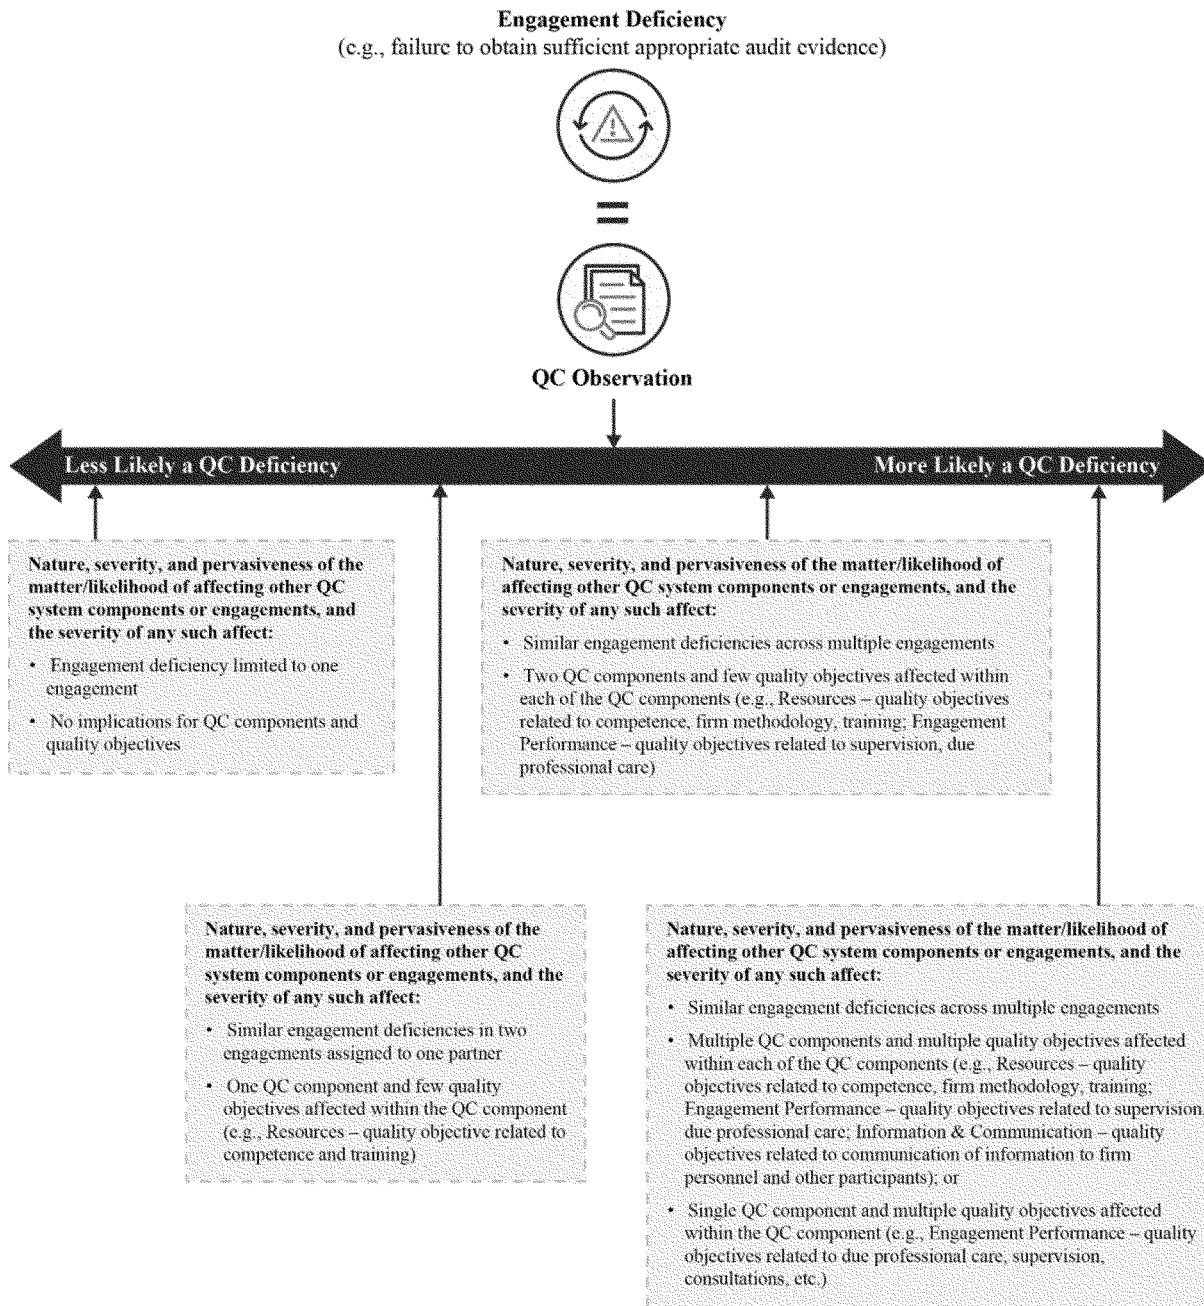 Engagement Deficiency
(e.g., failure to obtain sufficient appropriate audit evidence)
QC Observation
Less Likely a QC Deficiency
More Likely a QC Deficiency
Nature, severity, and pervasiveness of the
matter/likelihood of affecting other QC
system components or engagements, and
the severity of any such affect:
• Engagement deficiency limited to one
engagement
• No implications for QC components and
quality objectives
Nature, severity, and pervasiveness of the matter/likelihood of
affecting other QC system components or engagements, and the
severity of any such affect:
• Similar engagement deficiencies across multiple engagements
• Two QC components and few quality objectives affected within
each of the QC components (e.g., Resources – quality objectives
related to competence, firm methodology, training; Engagement
Performance – quality objectives related to supervision, due
professional care)
Nature, severity, and pervasiveness of the
matter/likelihood of affecting other QC
system components or engagements, and the
severity of any such affect:
• Similar engagement deficiencies in two
engagements assigned to one partner
• One QC component and few quality
objectives affected within the QC component
(e.g., Resources – quality objective related to
competence and training)
Nature, severity, and pervasiveness of the matter/likelihood of
affecting other QC system components or engagements, and the
severity of any such affect:
• Similar engagement deficiencies across multiple engagements
• Multiple QC components and multiple quality objectives affected
within each of the QC components (e.g., Resources – quality
objectives related to competence, firm methodology, training;
Engagement Performance – quality objectives related to supervision,
due professional care; Information & Communication – quality
objectives related to communication of information to firm
personnel and other participants); or
• Single QC component and multiple quality objectives affected
within the QC component (e.g., Engagement Performance – quality
objectives related to due professional care, supervision,
consultations, etc.)